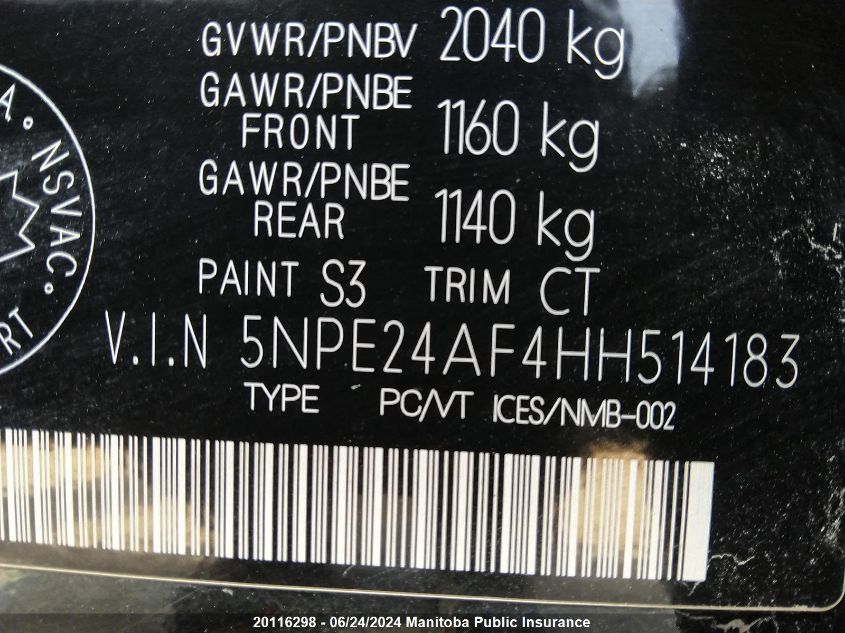 GVWR/PNBV 2040 kg
GAWR/PNBE
FRONT 1160 kg
GAWR/PNBE
REAR 1140 kg
PAINT S3 TRIM CT
V.I.N 5NPE24AF4HH514183
TYPE PC/VT ICES/NMB-002
NSVAC.
20116298 - 06/24/2024 Manitoba Public Insurance